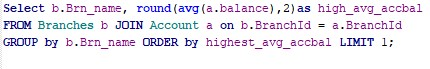 Select b.Brn_name, round(avg(a.balance),2)as high_avg_accbal
FROM Branches b JOIN Account a on b.BranchId = a.BranchId
GROUP by b.Brn_name ORDER by highest_avg_accbal LIMIT 1;